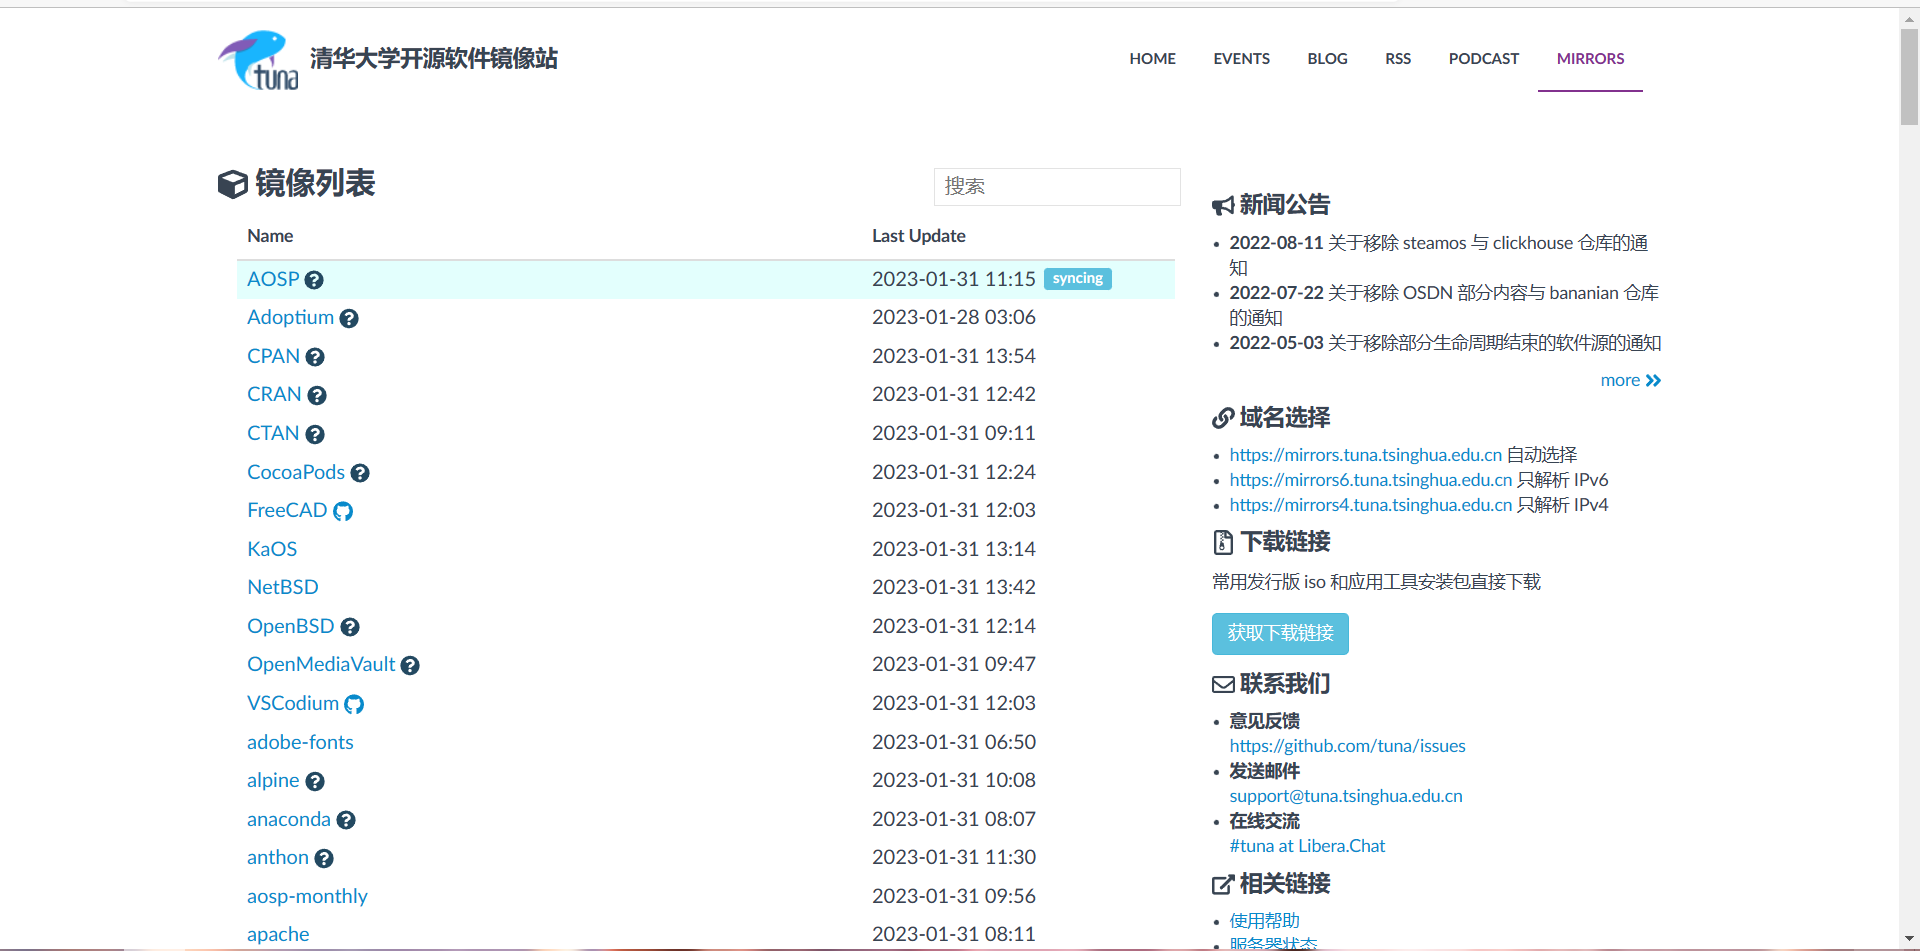 tuna
清华大学开源软件镜像站
HOME EVENTS BLOG RSS PODCAST MIRRORS
镜像列表
搜索
Name Last Update
AOSP 2023-01-31 11:15 syncing
Adoptium 2023-01-28 03:06
CPAN 2023-01-31 13:54
CRAN 2023-01-31 12:42
CTAN 2023-01-31 09:11
CocoaPods 2023-01-31 12:24
FreeCAD 2023-01-31 12:03
KaOS 2023-01-31 13:14
NetBSD 2023-01-31 13:42
OpenBSD 2023-01-31 12:14
OpenMediaVault 2023-01-31 09:47
VSCodium 2023-01-31 12:03
adobe-fonts 2023-01-31 06:50
alpine 2023-01-31 10:08
anaconda 2023-01-31 08:07
anthon 2023-01-31 11:30
aosp-monthly 2023-01-31 09:56
apache 2023-01-31 08:11
新闻公告
2022-08-11 关于移除 steamos 与 clickhouse 仓库的通
知
2022-07-22 关于移除 OSDN 部分内容与 bananian 仓库
的通知
2022-05-03 关于移除部分生命周期结束的软件源的通知
more
域名选择
https://mirrors.tuna.tsinghua.edu.cn 自动选择
https://mirrors6.tuna.tsinghua.edu.cn 只解析 IPv6
https://mirrors4.tuna.tsinghua.edu.cn 只解析 IPv4
下载链接
常用发行版 iso 和应用工具安装包直接下载
获取下载链接
联系我们
意见反馈
https://github.com/tuna/issues
发送邮件
support@tuna.tsinghua.edu.cn
在线交流
#tuna at Libera.Chat
相关链接
使用帮助
服务器状态